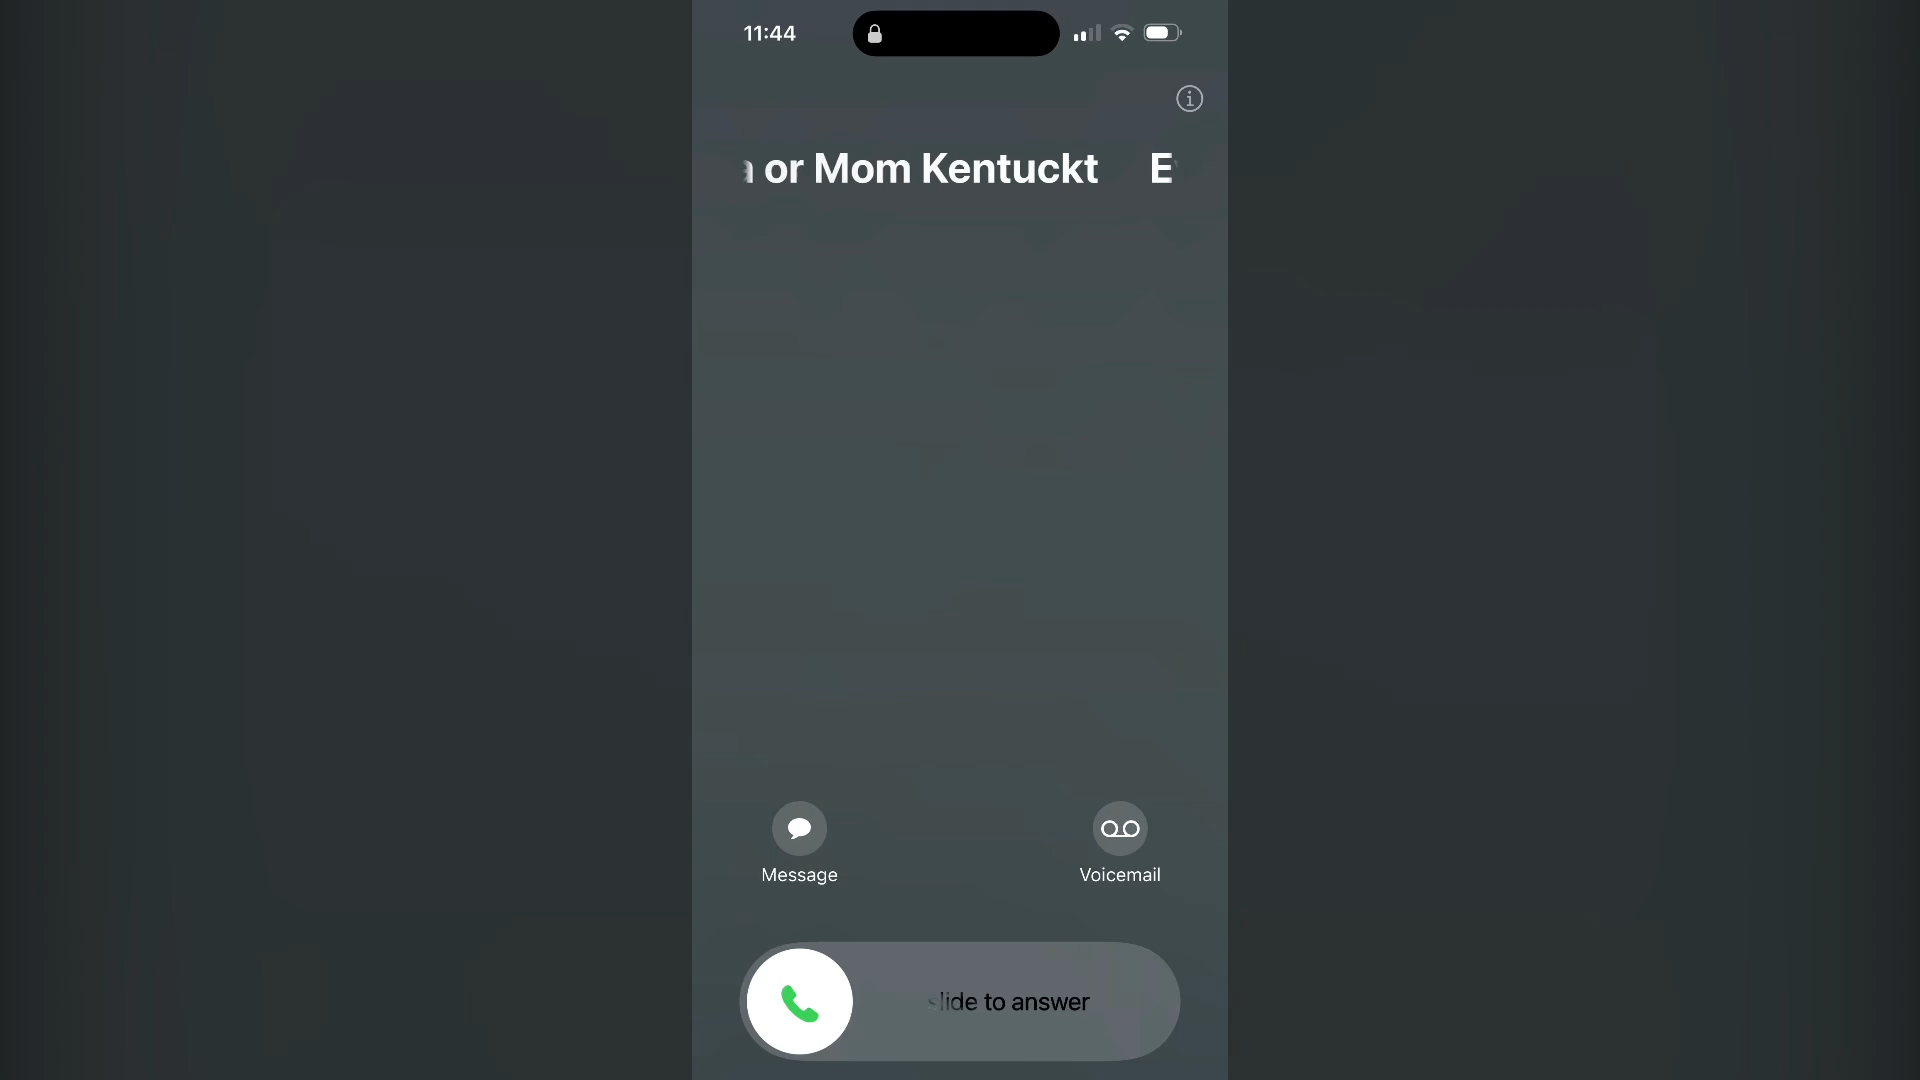 11:44
or Mom Kentuckt E
Message
Voicemail
slide to answer